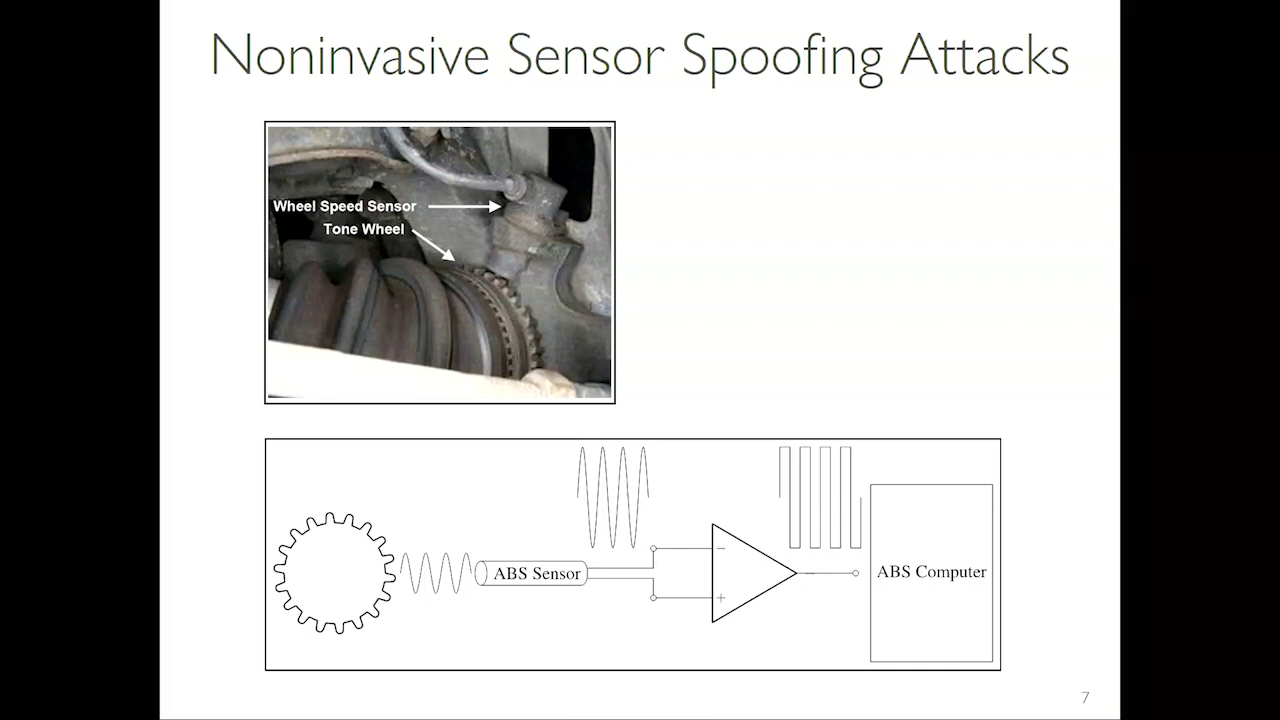 Noninvasive Sensor Spoofing Attacks
Wheel Speed Sensor
Tone Wheel
ABS Sensor
−
+
ABS Computer
7